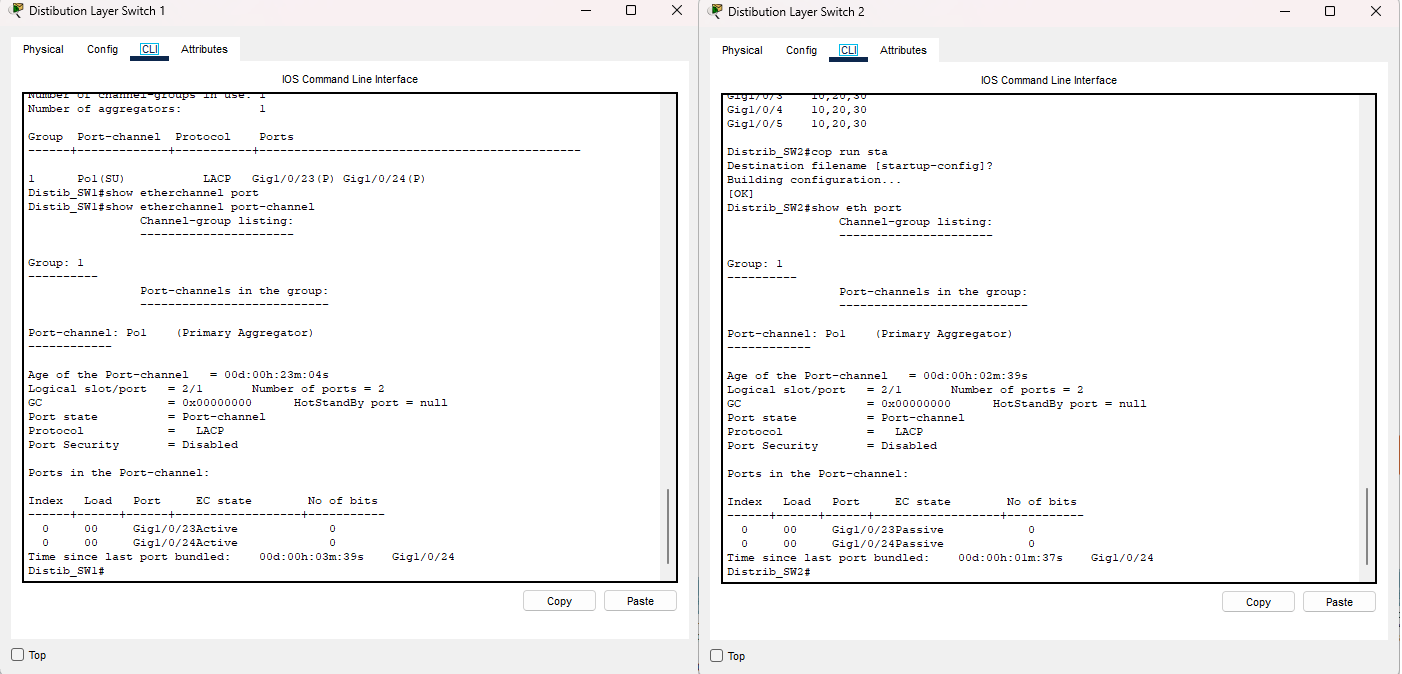 Distibution Layer Switch 1
Physical Config CLI Attributes
IOS Command Line Interface
Number of channel-groups in use: 1
Number of aggregators:           1

Group  Port-channel  Protocol    Ports
------+-------------+-----------+----------------------------------------------

1      Po1(SU)           LACP   Gig1/0/23(P) Gig1/0/24(P)
Distib_SW1#show etherchannel port
Distib_SW1#show etherchannel port-channel
                Channel-group listing:
                ----------------------

Group: 1
----------
                Port-channels in the group:
                ---------------------------

Port-channel: Po1    (Primary Aggregator)
------------

Age of the Port-channel   = 00d:00h:23m:04s
Logical slot/port   = 2/1       Number of ports = 2
GC                  = 0x00000000      HotStandBy port = null
Port state          = Port-channel
Protocol            =   LACP
Port Security       = Disabled

Ports in the Port-channel:

Index   Load   Port     EC state        No of bits
------+------+------+------------------+-----------
  0     00     Gig1/0/23Active             0
  0     00     Gig1/0/24Active             0
Time since last port bundled:    00d:00h:03m:39s    Gig1/0/24
Distib_SW1#
Copy Paste
Top
Distibution Layer Switch 2
Physical Config CLI Attributes
IOS Command Line Interface
Gig1/0/3    10,20,30
Gig1/0/4    10,20,30
Gig1/0/5    10,20,30

Distrib_SW2#cop run sta
Destination filename [startup-config]?
Building configuration...
[OK]
Distrib_SW2#show eth port
                Channel-group listing:
                ----------------------

Group: 1
----------
                Port-channels in the group:
                ---------------------------

Port-channel: Po1    (Primary Aggregator)
------------

Age of the Port-channel   = 00d:00h:02m:39s
Logical slot/port   = 2/1       Number of ports = 2
GC                  = 0x00000000      HotStandBy port = null
Port state          = Port-channel
Protocol            =   LACP
Port Security       = Disabled

Ports in the Port-channel:

Index   Load   Port     EC state        No of bits
------+------+------+------------------+-----------
  0     00     Gig1/0/23Passive            0
  0     00     Gig1/0/24Passive            0
Time since last port bundled:    00d:00h:01m:37s    Gig1/0/24
Distrib_SW2#
Copy Paste
Top